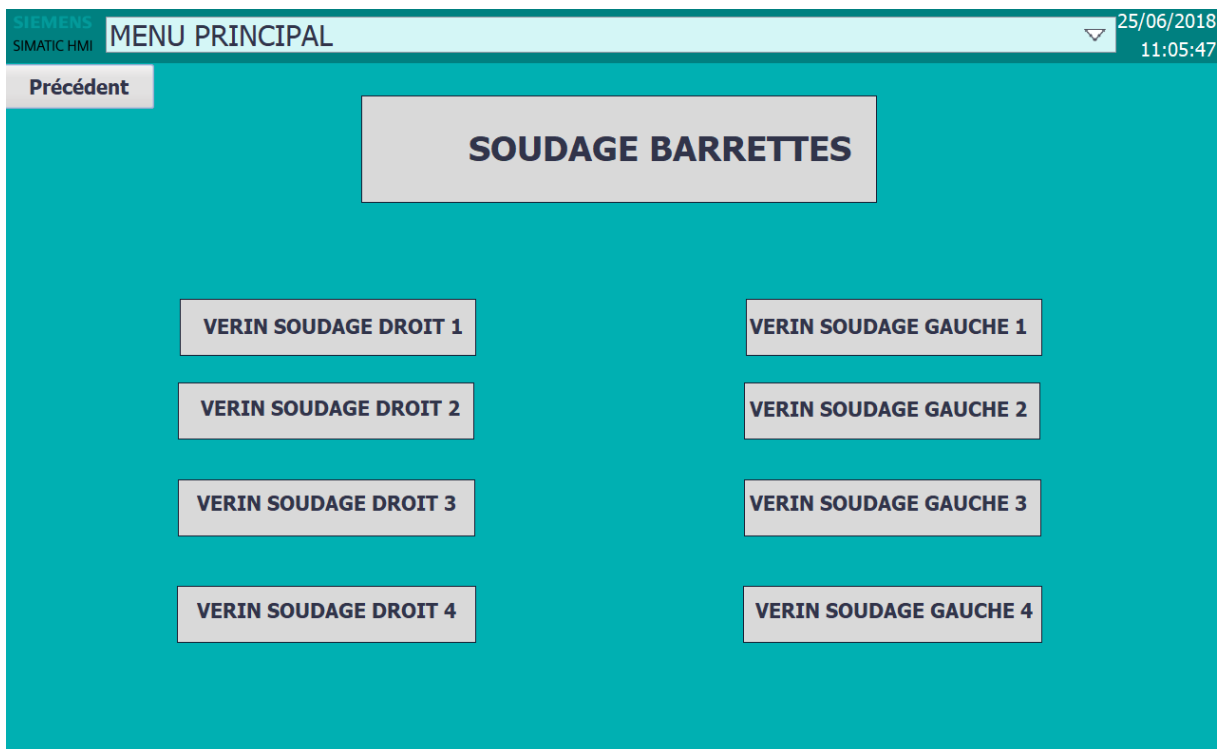 SIEMENS
SIMATIC HMI
MENU PRINCIPAL
25/06/2018
11:05:47
Précédent
SOUDAGE BARRETTES
VERIN SOUDAGE DROIT 1
VERIN SOUDAGE GAUCHE 1
VERIN SOUDAGE DROIT 2
VERIN SOUDAGE GAUCHE 2
VERIN SOUDAGE DROIT 3
VERIN SOUDAGE GAUCHE 3
VERIN SOUDAGE DROIT 4
VERIN SOUDAGE GAUCHE 4